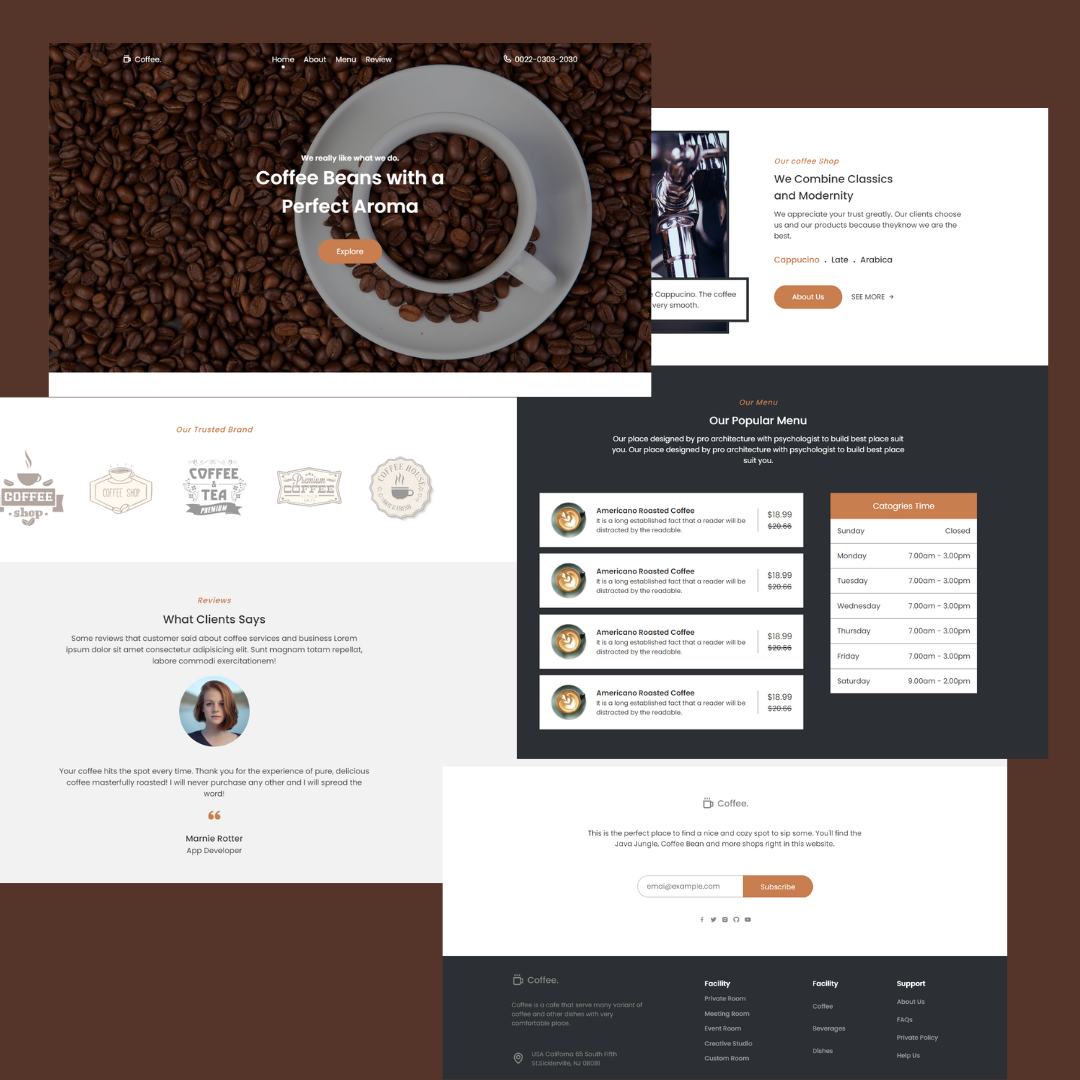 Coffee.
Home About Menu Review
0022-0303-2030
We really like what we do.
Coffee Beans with a
Perfect Aroma
Explore
Our coffee Shop
We Combine Classics
and Modernity
We appreciate your trust greatly. Our clients choose
us and our products because theyknow we are the
best.
Cappucino . Late . Arabica
About Us SEE MORE →
Cappucino. The coffee
very smooth.
Our Trusted Brand
COFFEE
shop
COFFEE SHOP
COFFEE
&
TEA
PREMIUM
Premium
COFFEE
COFFEE HOUSE
Our Menu
Our Popular Menu
Our place designed by pro architecture with psychologist to build best place suit
you. Our place designed by pro architecture with psychologist to build best place
suit you.
Americano Roasted Coffee
It is a long established fact that a reader will be
distracted by the readable.
$18.99
$20.66
Americano Roasted Coffee
It is a long established fact that a reader will be
distracted by the readable.
$18.99
$20.66
Americano Roasted Coffee
It is a long established fact that a reader will be
distracted by the readable.
$18.99
$20.66
Americano Roasted Coffee
It is a long established fact that a reader will be
distracted by the readable.
$18.99
$20.66
Catogries Time
Sunday Closed
Monday 7.00am - 3.00pm
Tuesday 7.00am - 3.00pm
Wednesday 7.00am - 3.00pm
Thursday 7.00am - 3.00pm
Friday 7.00am - 3.00pm
Saturday 9.00am - 2.00pm
Reviews
What Clients Says
Some reviews that customer said about coffee services and business Lorem
ipsum dolor sit amet consectetur adipisicing elit. Sunt magnam totam repellat,
labore commodi exercitationem!
Your coffee hits the spot every time. Thank you for the experience of pure, delicious
coffee masterfully roasted! I will never purchase any other and I will spread the
word!
Marnie Rotter
App Developer
Coffee.
This is the perfect place to find a nice and cozy spot to sip some. You'll find the
Java Jungle, Coffee Bean and more shops right in this website.
emai@example.com
Subscribe
Coffee.
Coffee is a cafe that serve many variant of
coffee and other dishes with very
comfortable place.
USA Californa 65 South Fifth
St.Sicklerville, NJ 08081
Facility
Private Room
Meeting Room
Event Room
Creative Studio
Custom Room
Facility
Coffee
Beverages
Dishes
Support
About Us
FAQs
Private Policy
Help Us